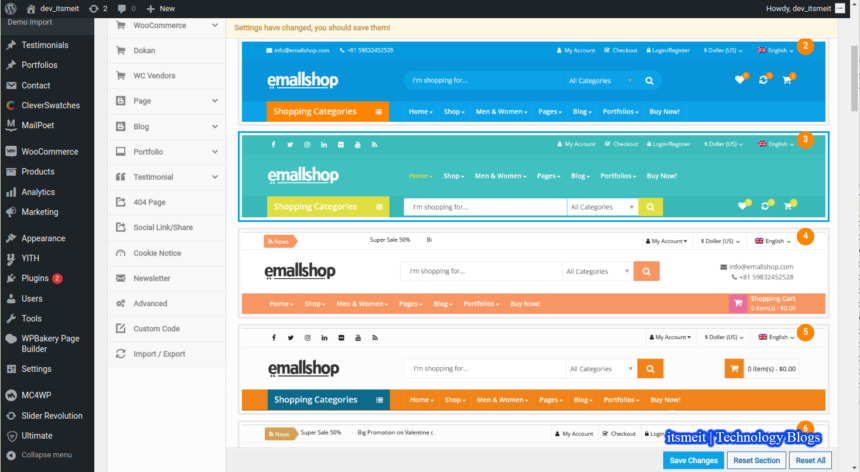 dev_itsmeit 2 0 New Howdy, dev_itsmeit
Demo Import
Testimonials
Portfolios
Contact
CleverSwatches
MailPoet
WooCommerce
Products
Analytics
Marketing
Appearance
YITH
Plugins 2
Users
Tools
WPBakery Page
Builder
Settings
MC4WP
Slider Revolution
Ultimate
Collapse menu
WooCommerce
Dokan
WC Vendors
Page
Blog
Portfolio
Testimonial
404 Page
Social Link/Share
Cookie Notice
Newsletter
Advanced
Custom Code
Import / Export
Settings have changed, you should save them!
info@emallshop.com +81 59832452528 My Account Checkout Login/Register $ Doller (US) English 2
emallshop I'm shopping for... All Categories
Shopping Categories Home Shop Men & Women Pages Blog Portfolios Buy Now!
My Account Checkout Login/Register $ Doller (US) English 3
emallshop Home Shop Men & Women Pages Blog Portfolios Buy Now!
Shopping Categories I'm shopping for... All Categories
News Super Sale 50% Bi My Account $ Doller (US) English 4
emallshop I'm shopping for... All Categories info@emallshop.com
+81 59832452528
Home Shop Men & Women Pages Blog Portfolios Buy Now! Shopping Cart
0 item(s) - $0.00
My Account $ Doller (US) English 5
emallshop I'm shopping for... All Categories 0 item(s) - $0.00
Shopping Categories Home Shop Men & Women Pages Blog Portfolios Buy Now!
News Super Sale 50% Big Promotion on Valentine My Account Checkout 6
itsmeit | Technology Blogs
Save Changes Reset Section Reset All